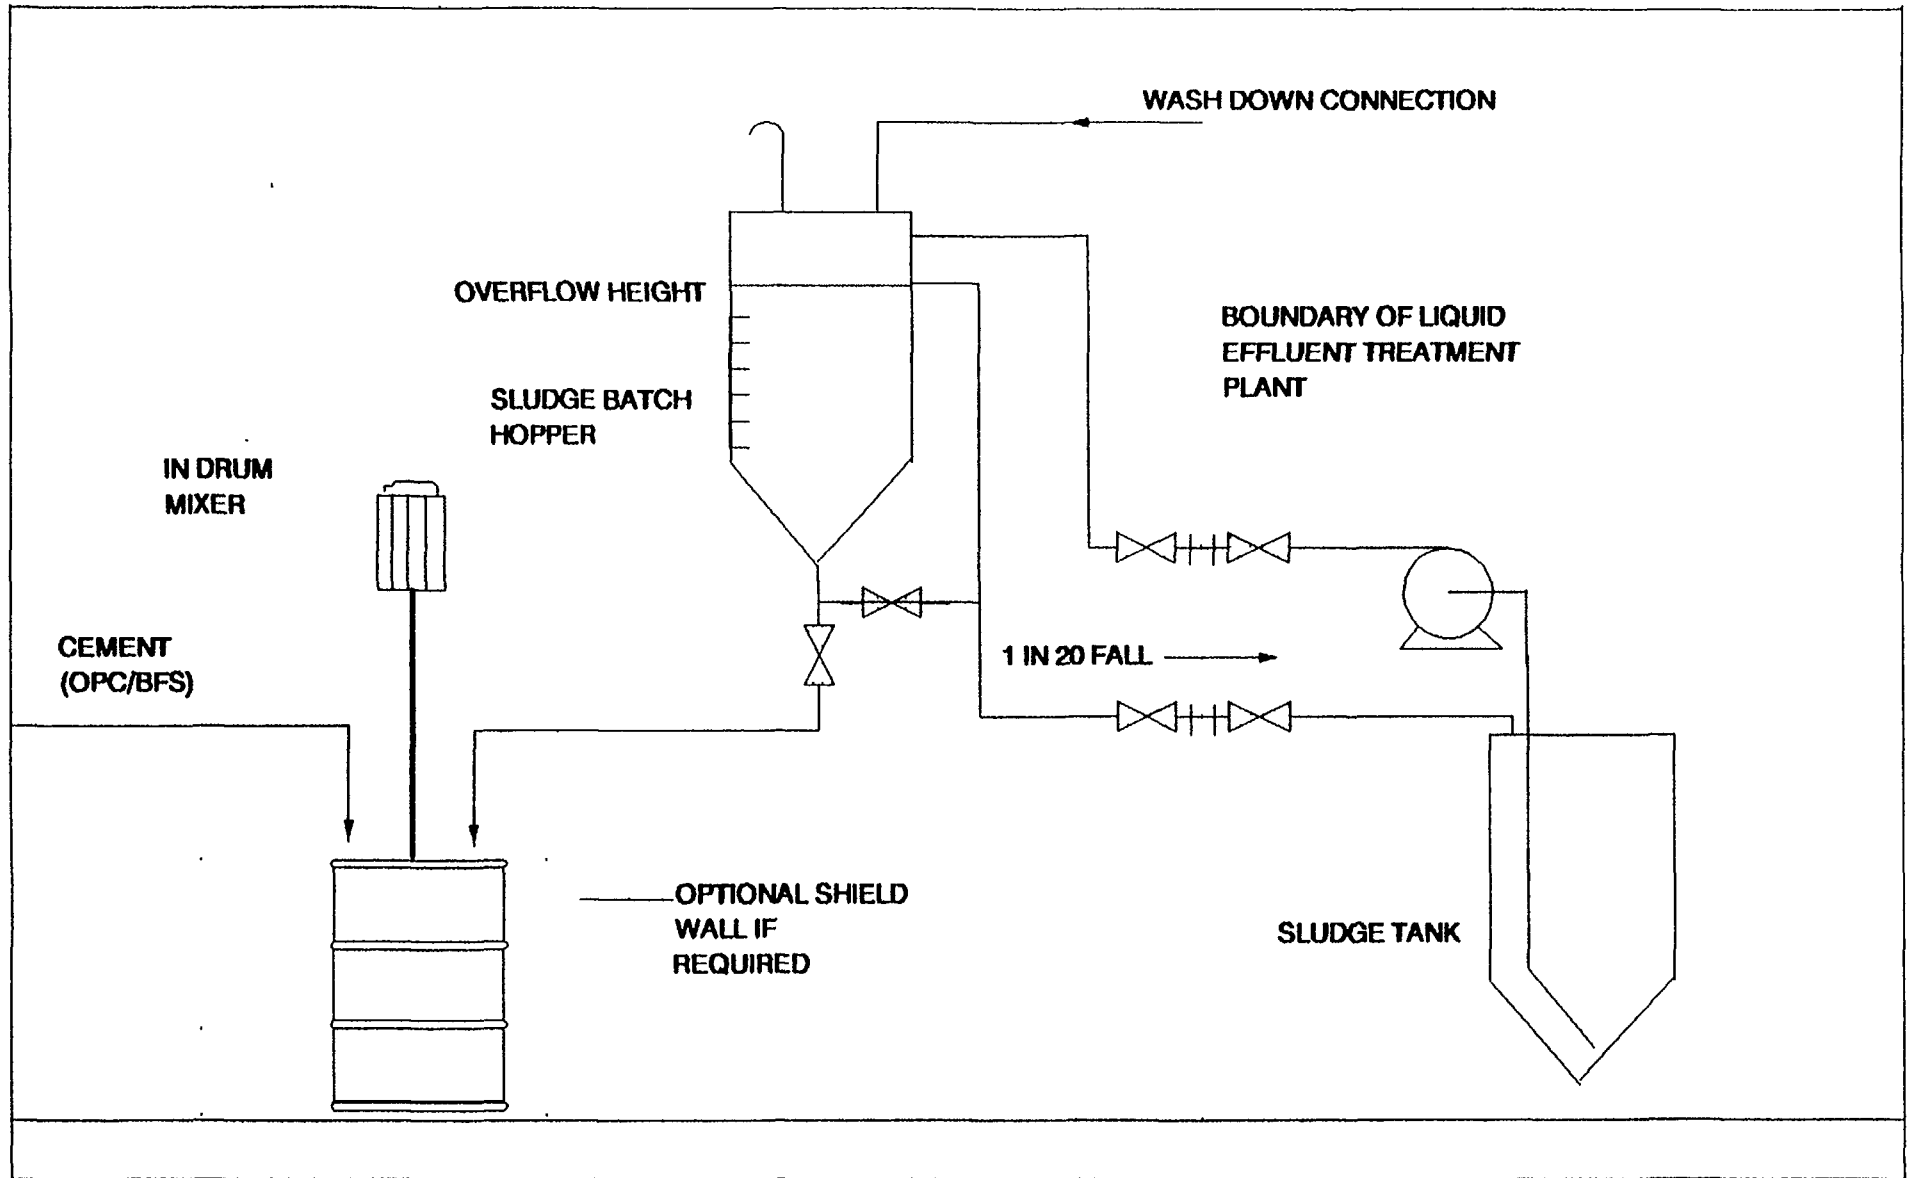 WASH DOWN CONNECTION
OVERFLOW HEIGHT
BOUNDARY OF LIQUID
EFFLUENT TREATMENT
PLANT
SLUDGE BATCH
HOPPER
IN DRUM
MIXER
CEMENT
(OPC/BFS)
1 IN 20 FALL
OPTIONAL SHIELD
WALL IF
REQUIRED
SLUDGE TANK